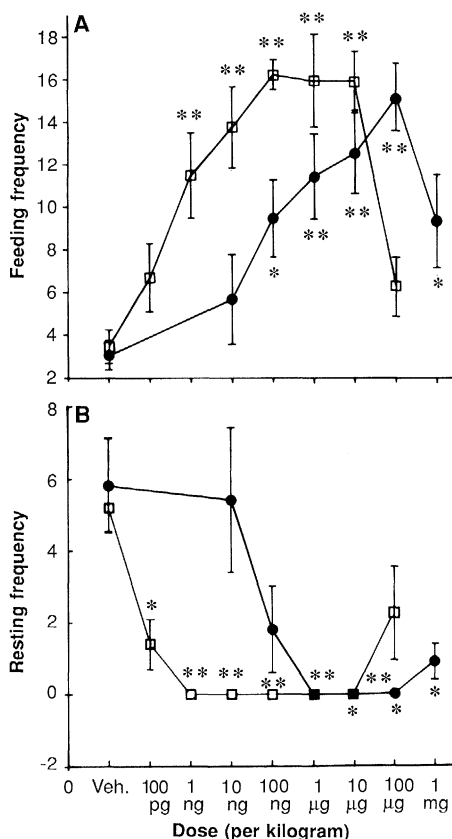 A
18
16
14
12
10
8
6
4
2
Feeding frequency
** ** ** ** **
* ** ** ** *
B
8
6
4
2
0
-2
Resting frequency
* ** ** ** ** **
* * *
0 Veh. 100 1 10 100 1 10 100 1
pg ng ng ng µg µg µg mg
Dose (per kilogram)